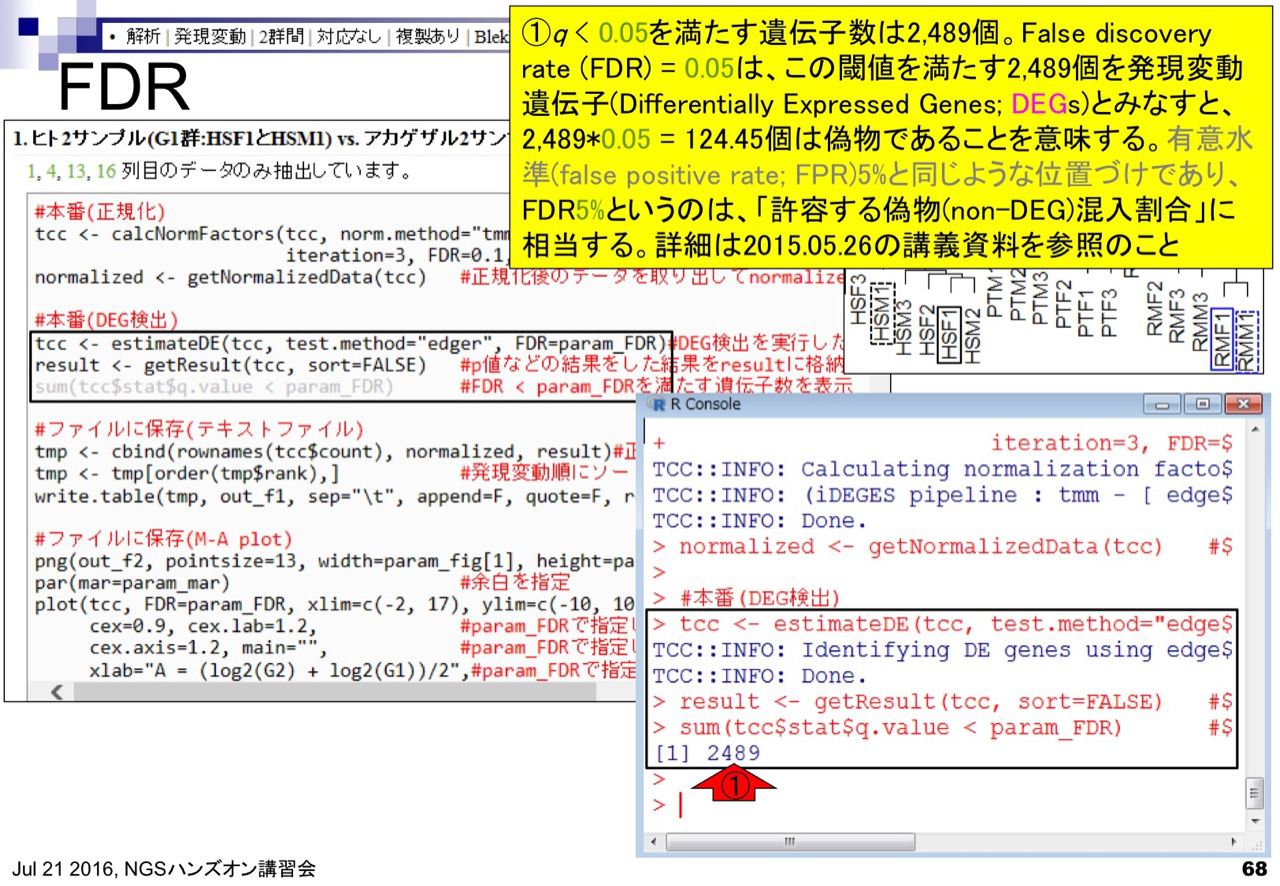 • 解析 | 発現変動 | 2群間 | 対応なし | 複製あり | Blek
FDR
①q < 0.05を満たす遺伝子数は2,489個。False discovery
rate (FDR) = 0.05は、この閾値を満たす2,489個を発現変動
遺伝子(Differentially Expressed Genes; DEGs)とみなすと、
2,489*0.05 = 124.45個は偽物であることを意味する。有意水
準(false positive rate; FPR)5%と同じような位置づけであり、
FDR5%というのは、「許容する偽物(non-DEG)混入割合」に
相当する。詳細は2015.05.26の講義資料を参照のこと
1. ヒト2サンプル(G1群:HSF1とHSM1) vs. アカゲザル2サン
1, 4, 13, 16 列目のデータのみ抽出しています。
#本番(正規化)
tcc <- calcNormFactors(tcc, norm.method="tmm
iteration=3, FDR=0.1,
normalized <- getNormalizedData(tcc) #正規化後のデータを取り出してnormalize
#本番(DEG検出)
tcc <- estimateDE(tcc, test.method="edger", FDR=param_FDR)#DEG検出を実行した
result <- getResult(tcc, sort=FALSE) #p値などの結果をした結果をresultに格納
sum(tcc$stat$q.value < param_FDR) #FDR < param_FDRを満たす遺伝子数を表示
#ファイルに保存(テキストファイル)
tmp <- cbind(rownames(tcc$count), normalized, result)#正
tmp <- tmp[order(tmp$rank),] #発現変動順にソー
write.table(tmp, out_f1, sep="\t", append=F, quote=F, r
#ファイルに保存(M-A plot)
png(out_f2, pointsize=13, width=param_fig[1], height=pa
par(mar=param_mar) #余白を指定
plot(tcc, FDR=param_FDR, xlim=c(-2, 17), ylim=c(-10, 10
cex=0.9, cex.lab=1.2, #param_FDRで指定し
cex.axis=1.2, main="", #param_FDRで指定
xlab="A = (log2(G2) + log2(G1))/2",#param_FDRで指定
HSF3
HSM1
HSM3
HSF2
HSF1
HSM2
PTM1
PTM2
PTM3
PTF2
PTF1
PTF3
RMF2
RMF3
RMM3
RMF1
RMM1
R Console
+ iteration=3, FDR=$
TCC::INFO: Calculating normalization facto$
TCC::INFO: (iDEGES pipeline : tmm - [ edge$
TCC::INFO: Done.
> normalized <- getNormalizedData(tcc) #$
>
> #本番(DEG検出)
> tcc <- estimateDE(tcc, test.method="edge$
TCC::INFO: Identifying DE genes using edge$
TCC::INFO: Done.
> result <- getResult(tcc, sort=FALSE) #$
> sum(tcc$stat$q.value < param_FDR) #$
[1] 2489
>
①
>
Jul 21 2016, NGSハンズオン講習会
68